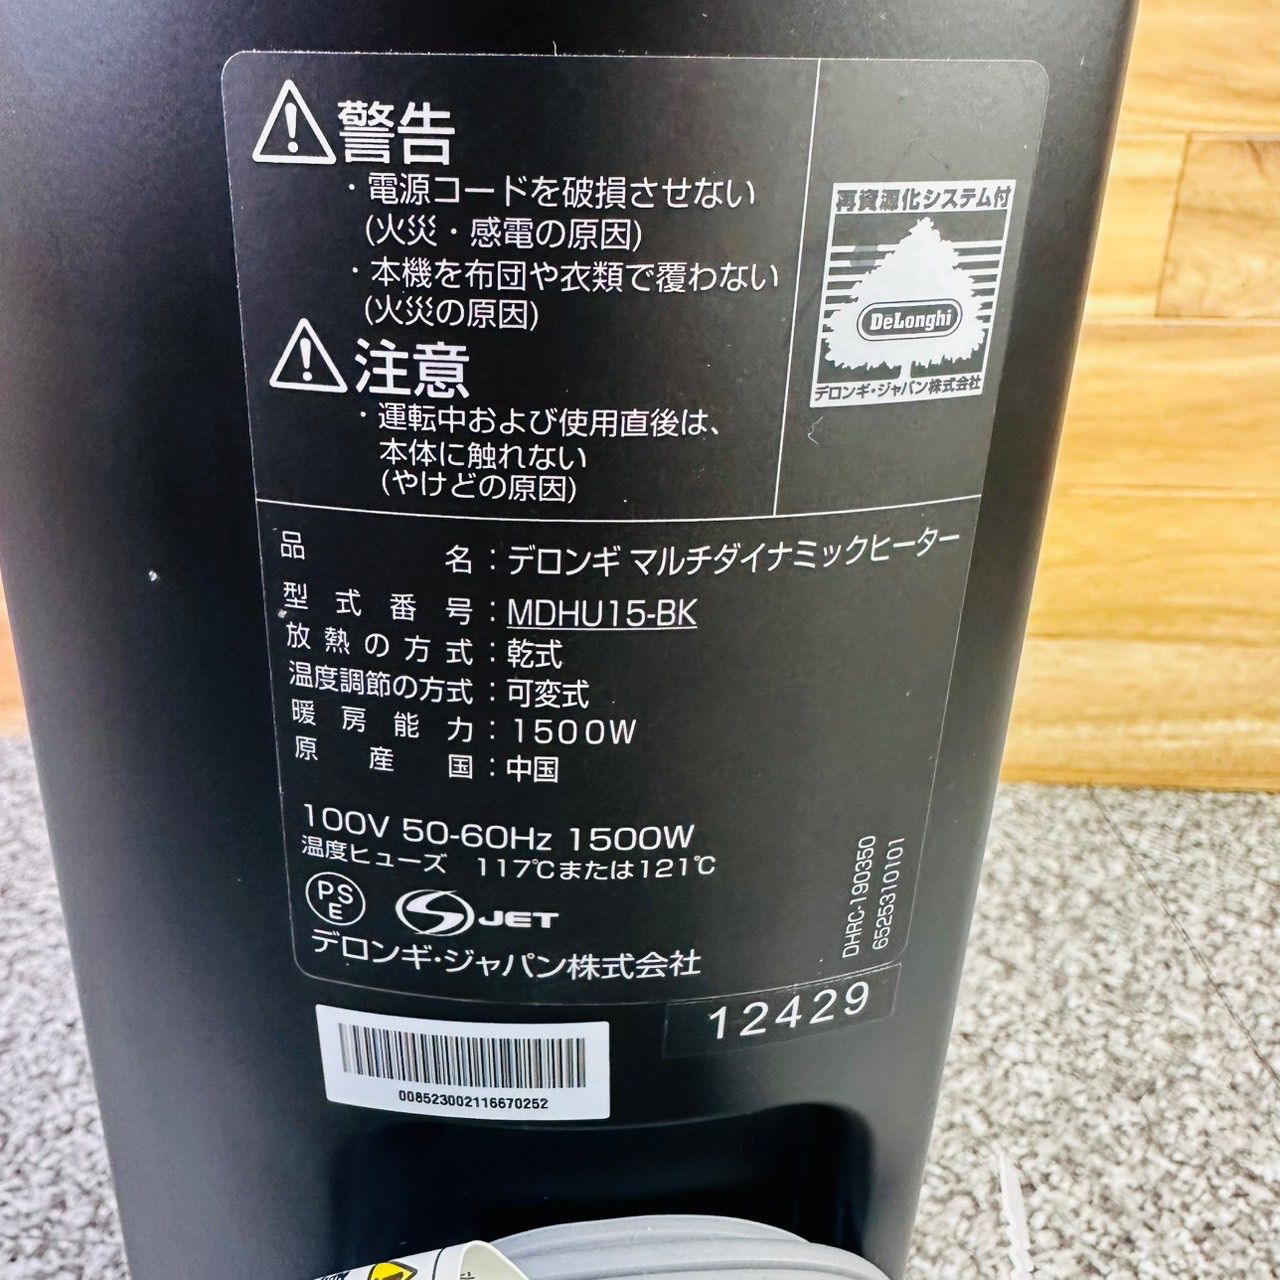 警告
・電源コードを破損させない
(火災・感電の原因)
・本機を布団や衣類で覆わない
(火災の原因)
注意
・運転中および使用直後は、
本体に触れない
(やけどの原因)
再資源化システム付
DeLonghi
デロンギ・ジャパン株式会社
品名：デロンギ マルチダイナミックヒーター
型式番号：MDHU15-BK
放熱の方式：乾式
温度調節の方式：可変式
暖房能力：1500W
原産国：中国
100V 50-60Hz 1500W
温度ヒューズ 117℃または121℃
PS
E
JET
デロンギ・ジャパン株式会社
DHRC-190350
6525310101
12429
008523002116670252